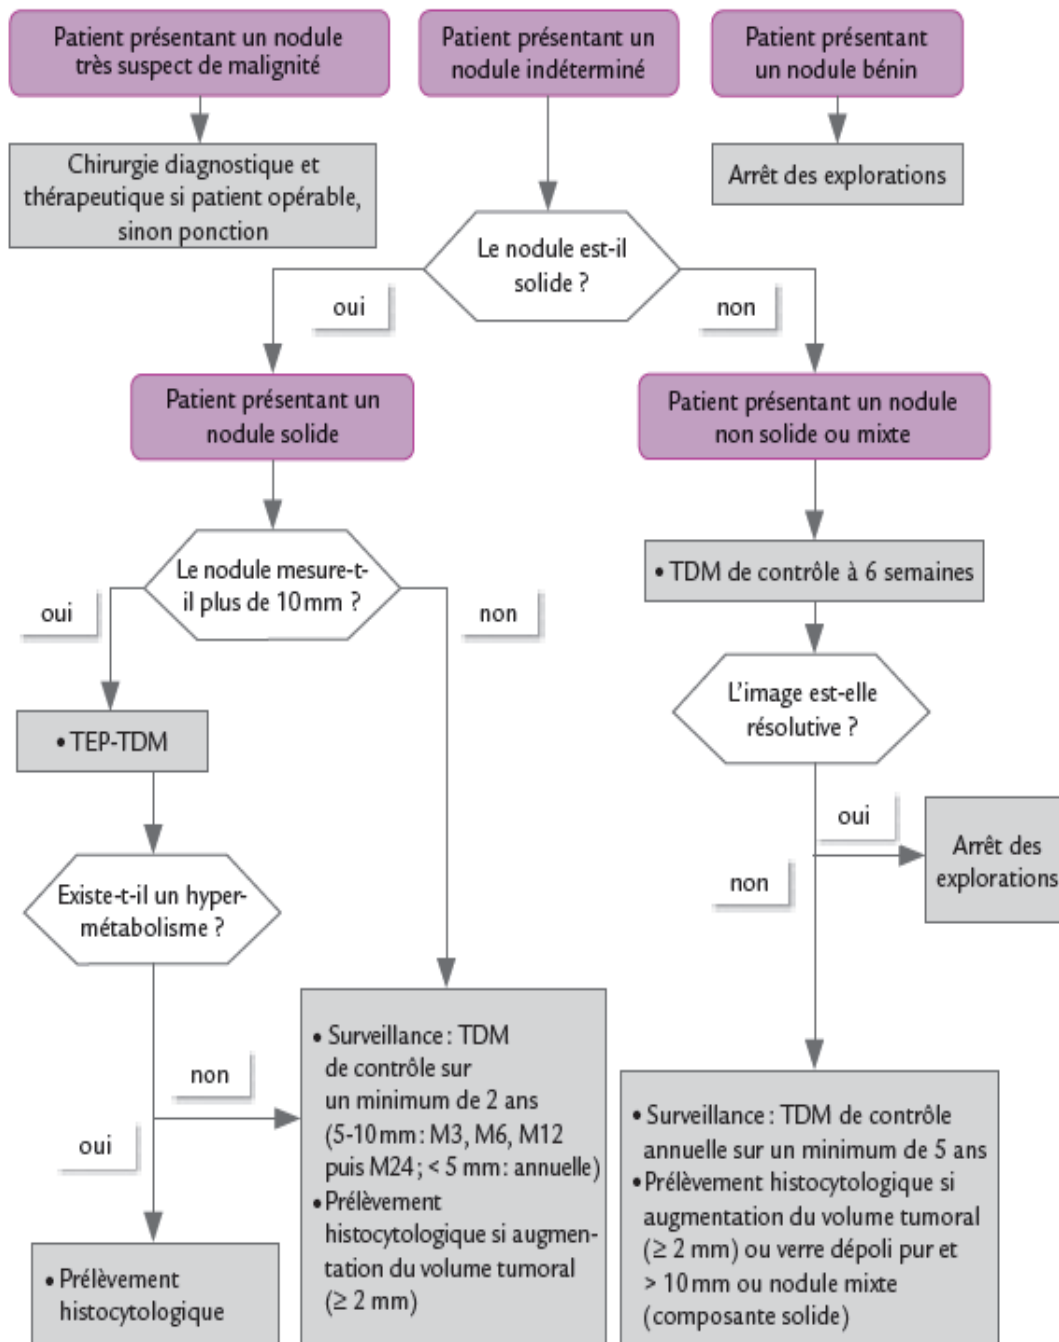 Patient présentant un nodule
très suspect de malignité
Patient présentant un
nodule indéterminé
Patient présentant
un nodule bénin
Chirurgie diagnostique et
thérapeutique si patient opérable,
sinon ponction
Arrêt des explorations
Le nodule est-il
solide ?
oui
non
Patient présentant un
nodule solide
Patient présentant un nodule
non solide ou mixte
Le nodule mesure-t-
il plus de 10 mm ?
oui
non
• TDM de contrôle à 6 semaines
L'image est-elle
résolutive ?
• TEP-TDM
oui
non
Arrêt des
explorations
Existe-t-il un hyper-
métabolisme ?
non
oui
• Surveillance : TDM
de contrôle sur
un minimum de 2 ans
(5-10 mm : M3, M6, M12
puis M24 ; < 5 mm : annuelle)
• Prélèvement
histocytologique si augmen-
tation du volume tumoral
(≥ 2 mm)
• Surveillance : TDM de contrôle
annuelle sur un minimum de 5 ans
• Prélèvement histocytologique si
augmentation du volume tumoral
(≥ 2 mm) ou verre dépoli pur et
> 10 mm ou nodule mixte
(composante solide)
• Prélèvement
histocytologique